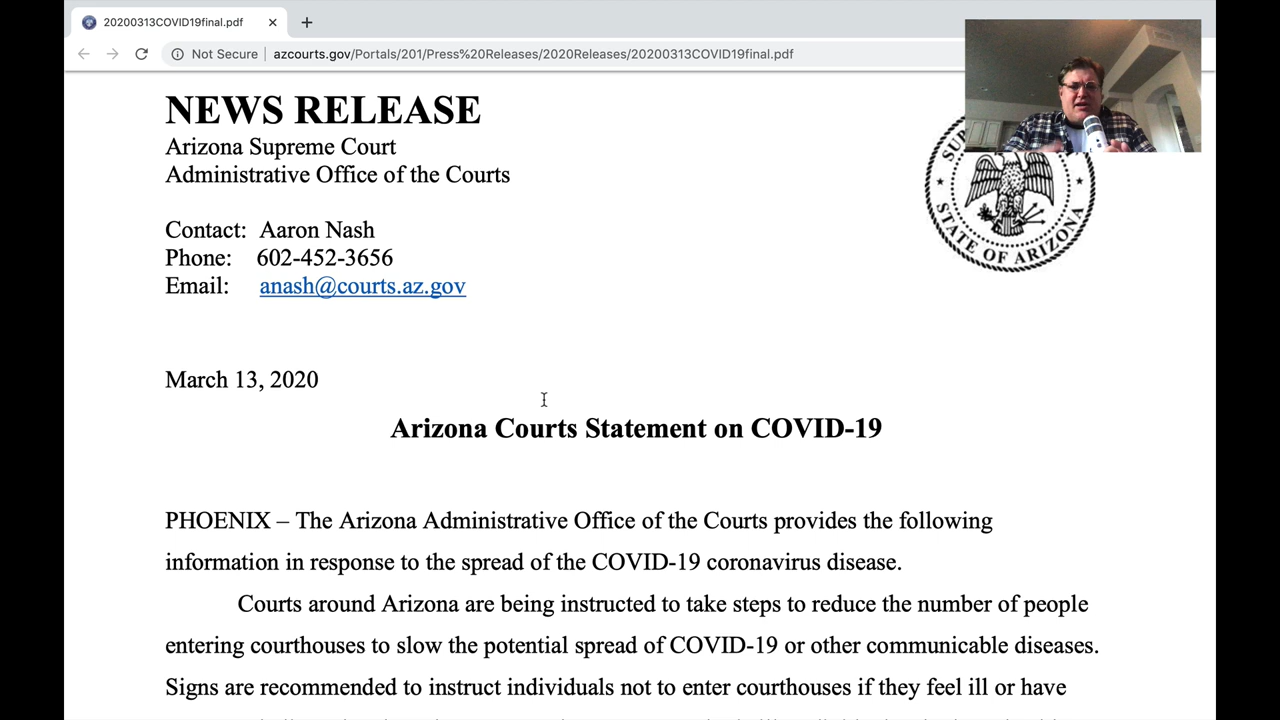 20200313COVID19final.pdf
Not Secure | azcourts.gov/Portals/201/Press%20Releases/2020Releases/20200313COVID19final.pdf
NEWS RELEASE
Arizona Supreme Court
Administrative Office of the Courts
STATE OF ARIZONA
Contact: Aaron Nash
Phone: 602-452-3656
Email: anash@courts.az.gov
March 13, 2020
Arizona Courts Statement on COVID-19
PHOENIX – The Arizona Administrative Office of the Courts provides the following
information in response to the spread of the COVID-19 coronavirus disease.
Courts around Arizona are being instructed to take steps to reduce the number of people
entering courthouses to slow the potential spread of COVID-19 or other communicable diseases.
Signs are recommended to instruct individuals not to enter courthouses if they feel ill or have